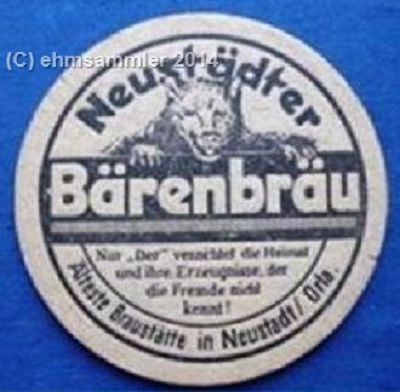 (C) ehmsammler 2014
Neustädter
Bärenbräu
Nur „Der" verachtet die Heimat
und ihre Erzeugnisse, der
die Fremde nicht
kennt!
Älteste Braustätte in Neustadt/Orla.